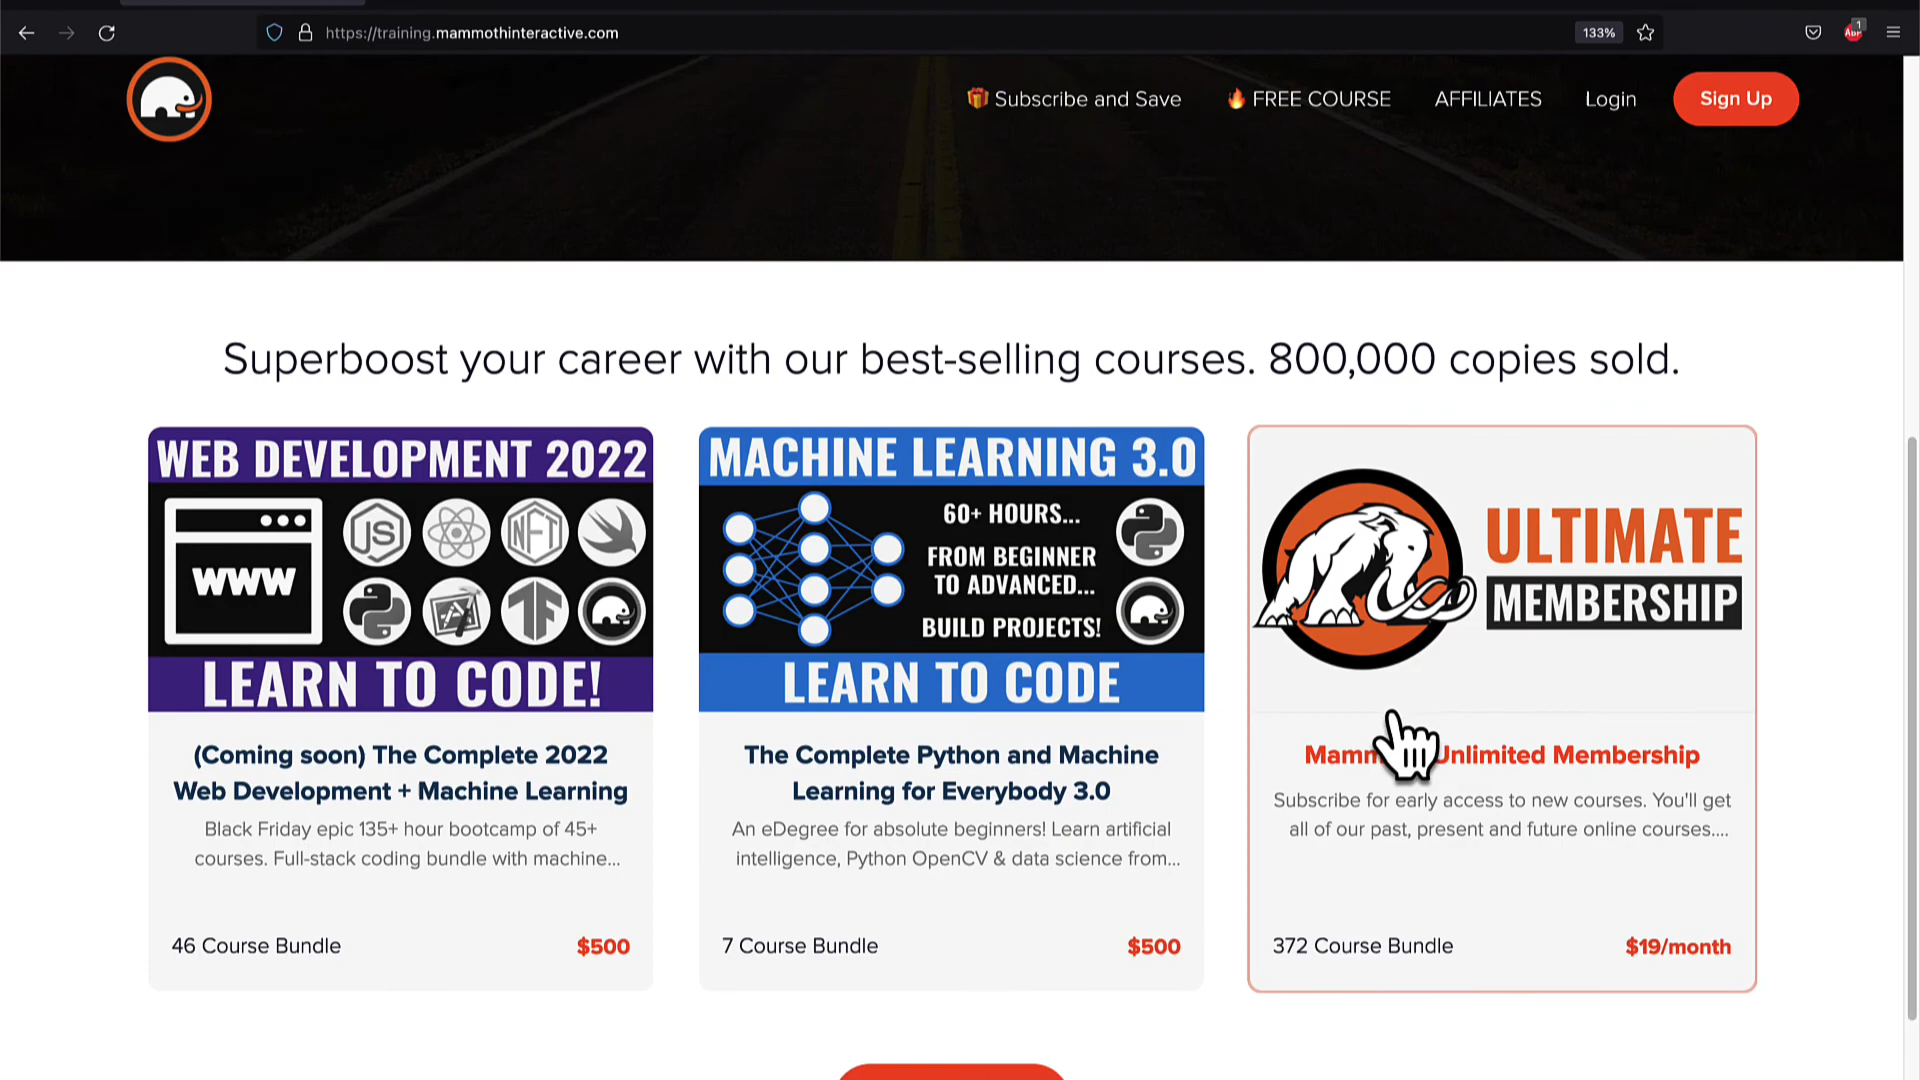 https://training.mammothinteractive.com
133%
ABP
1
🎁 Subscribe and Save
🔥 FREE COURSE
AFFILIATES
Login
Sign Up
Superboost your career with our best-selling courses. 800,000 copies sold.
WEB DEVELOPMENT 2022
WWW
JS
NFT
LEARN TO CODE!
(Coming soon) The Complete 2022
Web Development + Machine Learning
Black Friday epic 135+ hour bootcamp of 45+
courses. Full-stack coding bundle with machine...
46 Course Bundle
$500
MACHINE LEARNING 3.0
60+ HOURS...
FROM BEGINNER
TO ADVANCED...
BUILD PROJECTS!
LEARN TO CODE
The Complete Python and Machine
Learning for Everybody 3.0
An eDegree for absolute beginners! Learn artificial
intelligence, Python OpenCV & data science from...
7 Course Bundle
$500
ULTIMATE
MEMBERSHIP
Unlimited Membership
Subscribe for early access to new courses. You'll get
all of our past, present and future online courses....
372 Course Bundle
$19/month